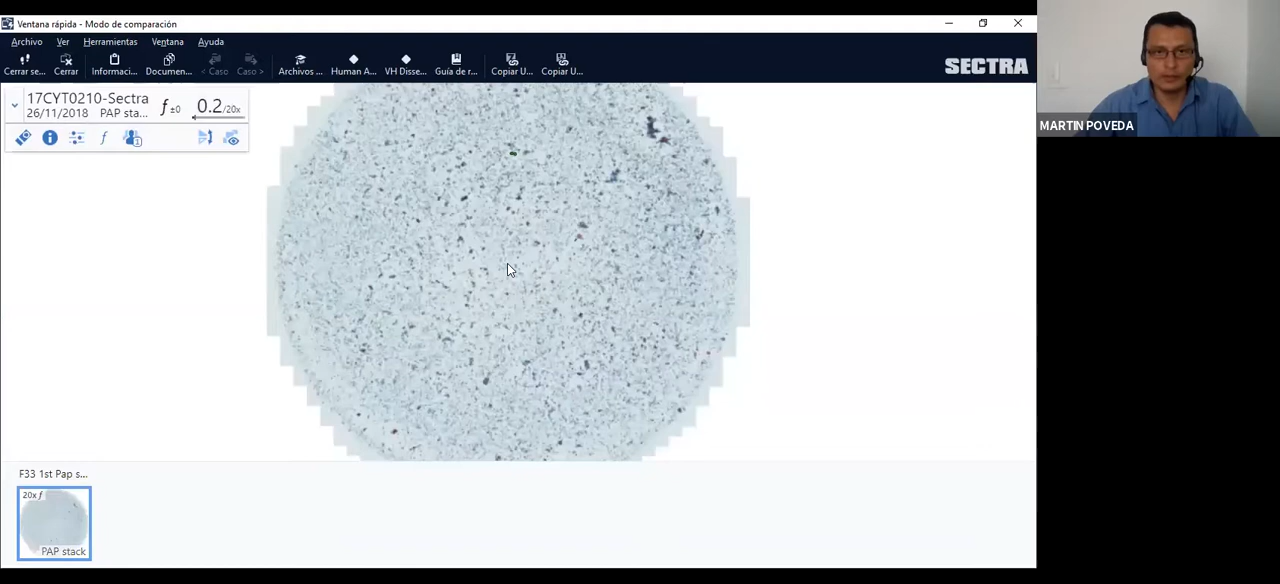 Ventana rápida - Modo de comparación
Archivo Ver Herramientas Ventana Ayuda
Cerrar se... Cerrar Informaci... Documen... < Caso Caso > Archivos ... Human A... VH Disse... Guía de r... Copiar U... Copiar U...
SECTRA
17CYT0210-Sectra
26/11/2018 PAP sta...
f ±0 0.2 /20x
f
1
MARTIN POVEDA
F33 1st Pap s...
20x f
PAP stack